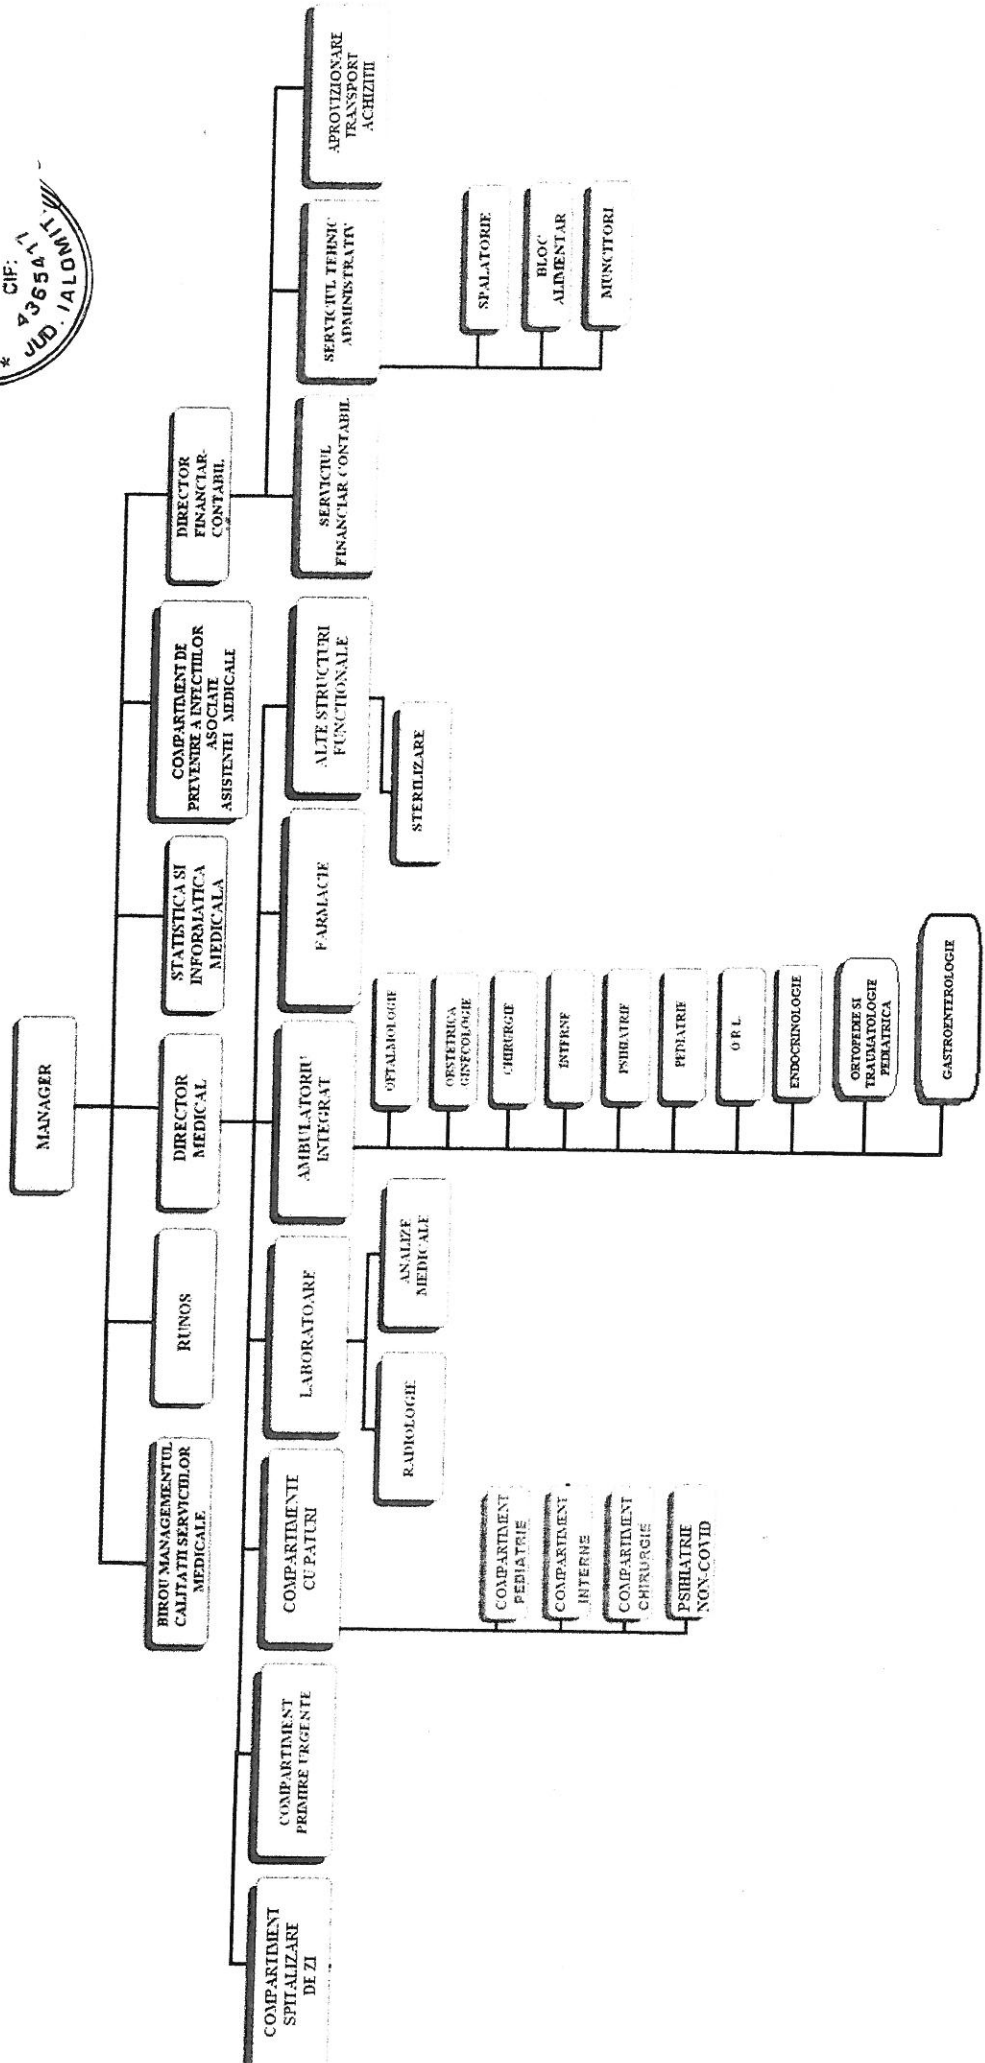 CIF:
4365417
* JUD. IALOMIT
MANAGER
BIROU MANAGEMENTUL
CALITATII SERVICIILOR
MEDICALE
RUNOS
DIRECTOR
MEDICAL
STATISTICA SI
INFORMATICA
MEDICALA
COMPARTIMENT DE
PREVENIRE A INFECTIILOR
ASOCIATE
ASISTENTEI MEDICALE
DIRECTOR
FINANCIAR-
CONTABIL
COMPARTIMENT
SPITALIZARE
DE ZI
COMPARTIMENT
PRIMIRE URGENTE
COMPARTIMENTE
CU PATURI
LABORATOARE
AMBULATORIU
INTEGRAT
FARMACIE
ALTE STRUCTURI
FUNCTIONALE
SERVICIUL
FINANCIAR CONTABIL
SERVICIUL TEHNIC
ADMINISTRATIV
APROVIZIONARE
TRANSPORT
ACHIZITII
COMPARTIMENT
PEDIATRIE
COMPARTIMENT
INTERNE
COMPARTIMENT
CHIRURGIE
PSIHIATRIE
NON-COVID
RADIOLOGIE
ANALIZE
MEDICALE
OFTALMOLOGIE
OBSTETRICA
GINECOLOGIE
CHIRURGIE
INTERNE
PSIHIATRIE
PEDIATRIE
O R L
ENDOCRINOLOGIE
ORTOPEDIE SI
TRAUMATOLOGIE
PEDIATRICA
GASTROENTEROLOGIE
STERILIZARE
SPALATORIE
BLOC
ALIMENTAR
MUNCITORI